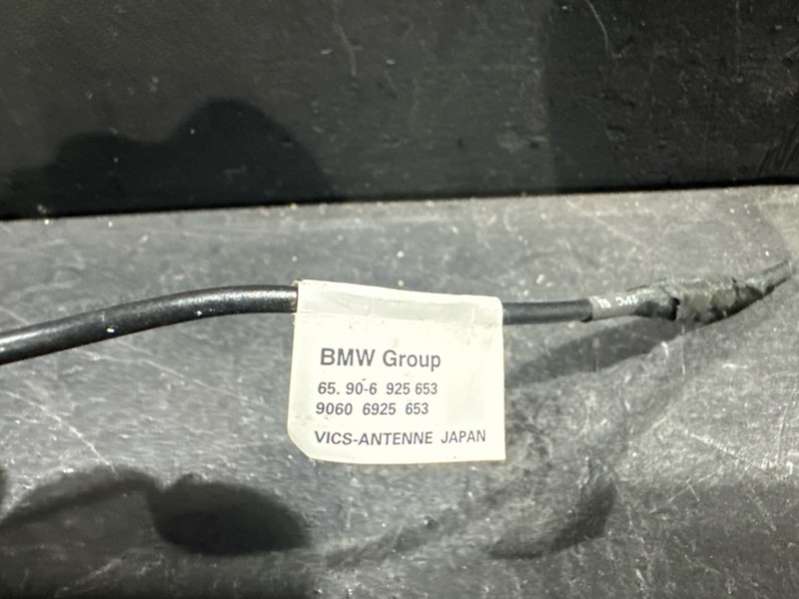 BMW Group
65. 90-6 925 653
9060 6925 653
VICS-ANTENNE JAPAN